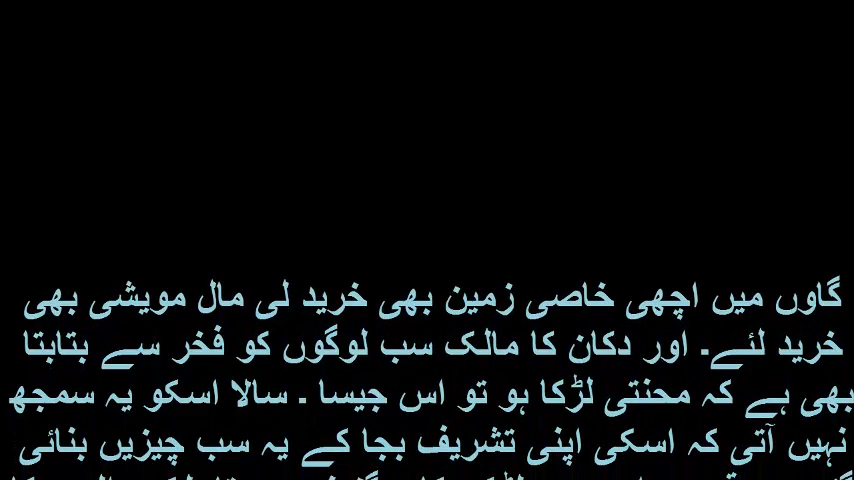 گاوں میں اچھی خاصی زمین بھی خرید لی مال مویشی بھی
خرید لئے۔ اور دکان کا مالک سب لوگوں کو فخر سے بتابتا
بھی ہے کہ محنتی لڑکا ہو تو اس جیسا ۔ سالا اسکو یہ سمجھ
نہیں آتی کہ اسکی اپنی تشریف بجا کے یہ سب چیزیں بنائی